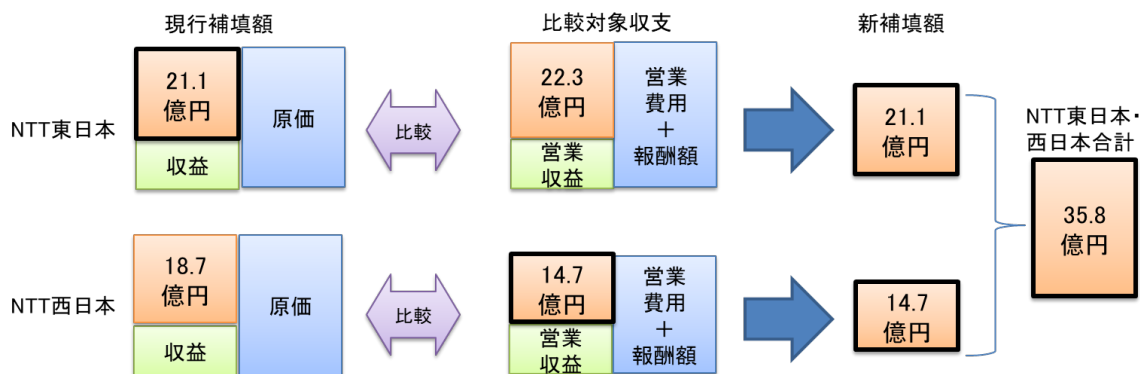 現行補填額
比較対象収支
新補填額
NTT東日本
21.1
億円
収益
原価
比較
22.3
億円
営業
収益
営業
費用
+
報酬額
21.1
億円
NTT東日本・
西日本合計
35.8
億円
NTT西日本
18.7
億円
収益
原価
比較
14.7
億円
営業
収益
営業
費用
+
報酬額
14.7
億円